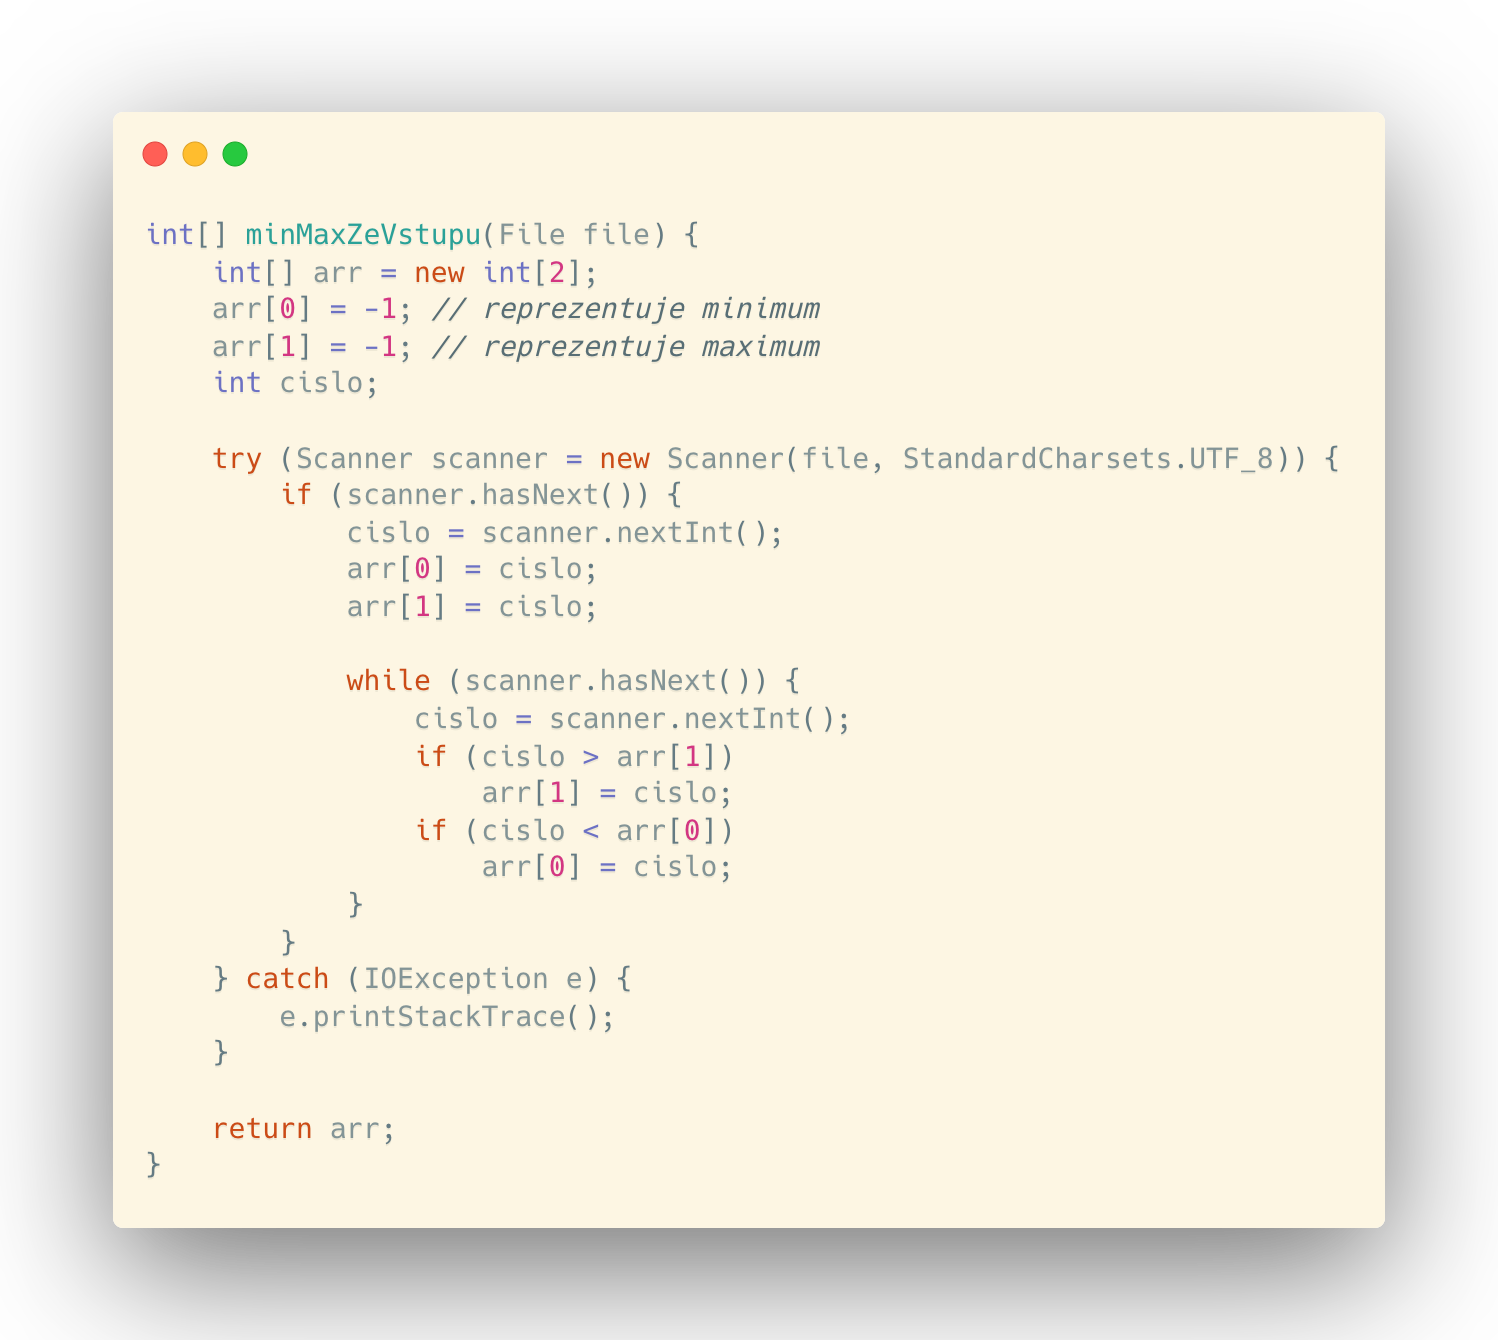 int[] minMaxZeVstupu(File file) {
    int[] arr = new int[2];
    arr[0] = -1; // reprezentuje minimum
    arr[1] = -1; // reprezentuje maximum
    int cislo;

    try (Scanner scanner = new Scanner(file, StandardCharsets.UTF_8)) {
        if (scanner.hasNext()) {
            cislo = scanner.nextInt();
            arr[0] = cislo;
            arr[1] = cislo;

            while (scanner.hasNext()) {
                cislo = scanner.nextInt();
                if (cislo > arr[1])
                    arr[1] = cislo;
                if (cislo < arr[0])
                    arr[0] = cislo;
            }
        }
    } catch (IOException e) {
        e.printStackTrace();
    }

    return arr;
}